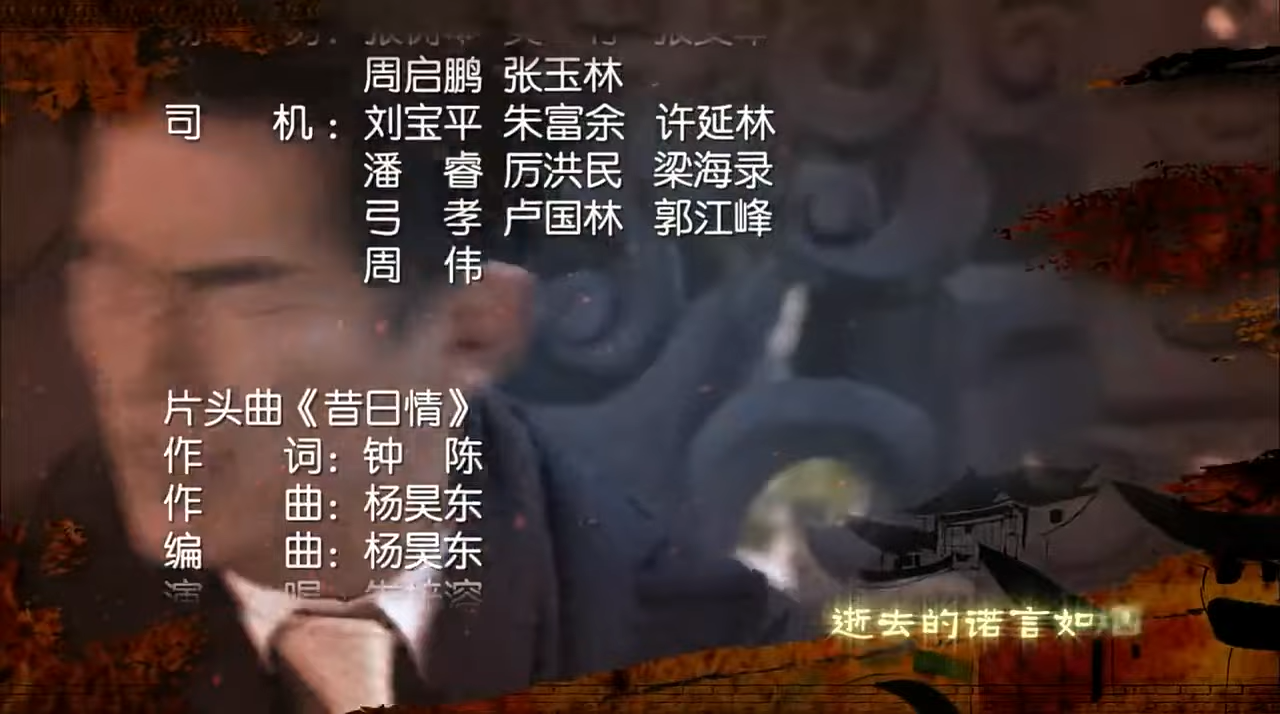 周启鹏 张玉林
司 机：刘宝平 朱富余 许延林
潘 睿 厉洪民 梁海录
弓 孝 卢国林 郭江峰
周 伟
片头曲《昔日情》
作 词：钟 陈
作 曲：杨昊东
编 曲：杨昊东
演 唱：
逝去的诺言如